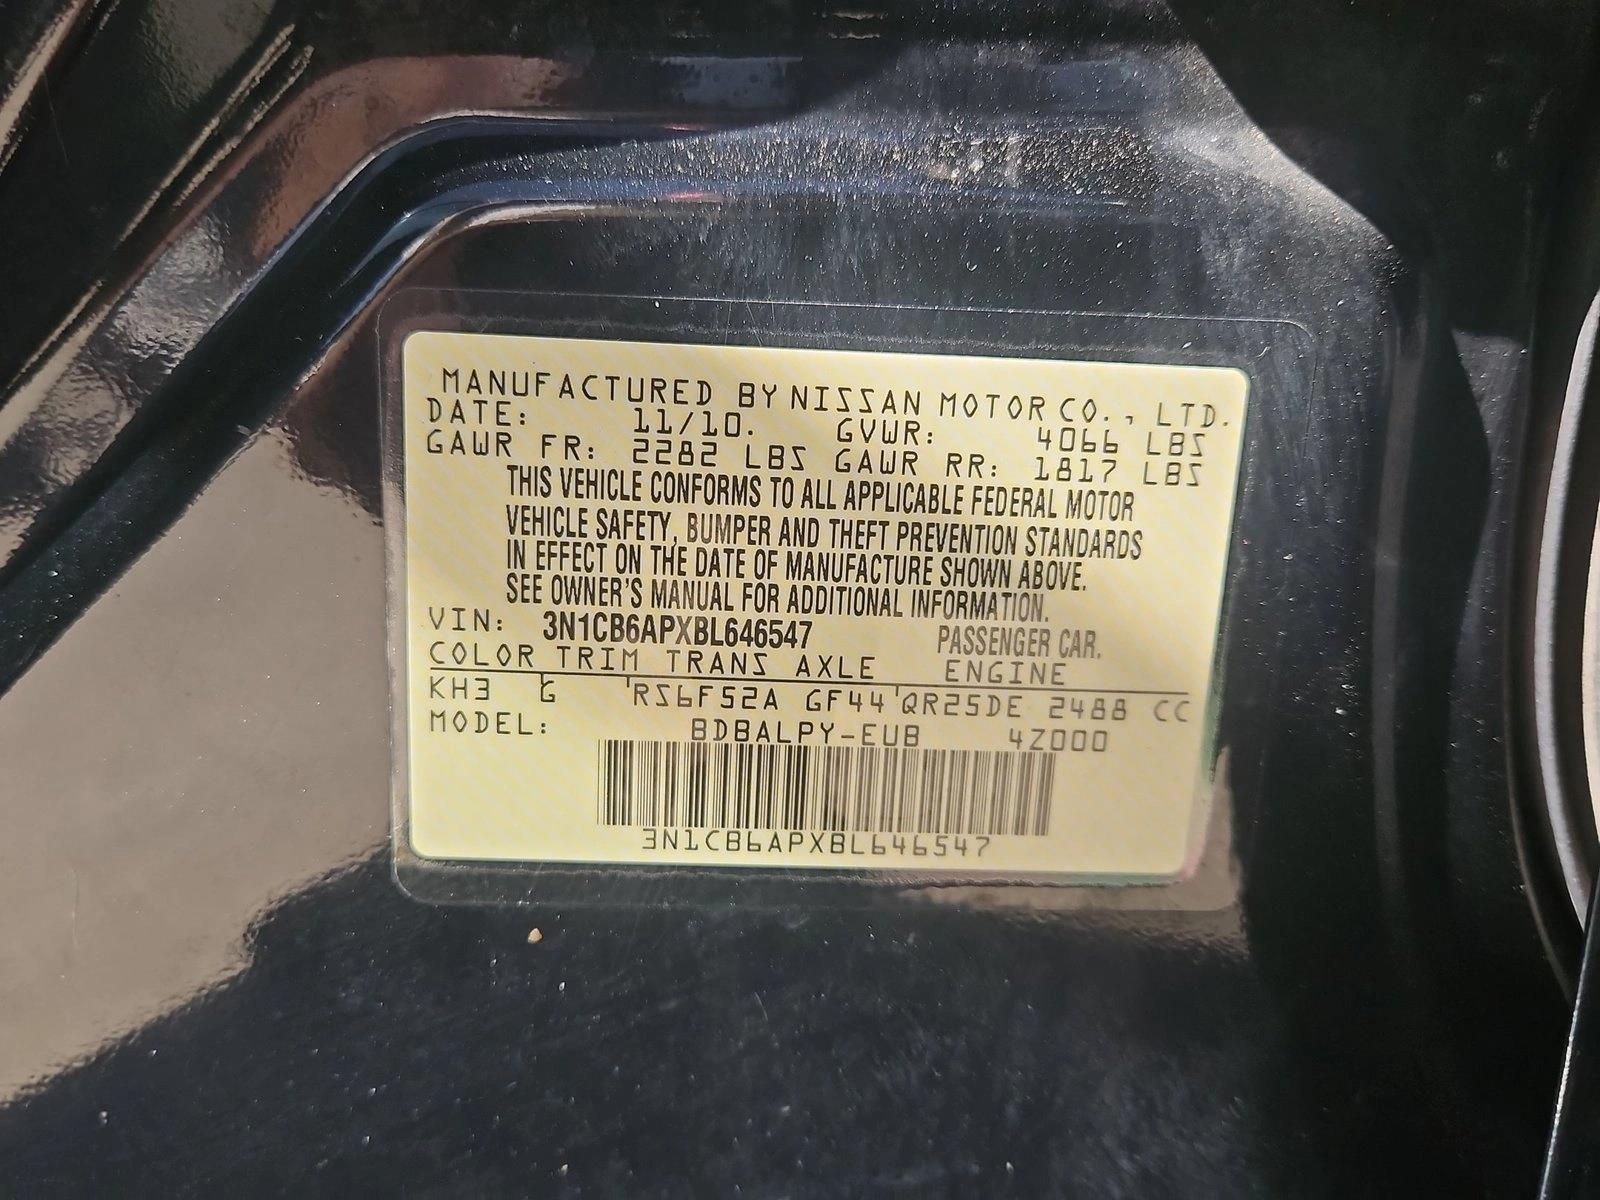 MANUFACTURED BY NISSAN MOTOR CO., LTD.
DATE: 11/10. GVWR: 4066 LBS
GAWR FR: 2282 LBS GAWR RR: 1817 LBS
THIS VEHICLE CONFORMS TO ALL APPLICABLE FEDERAL MOTOR
VEHICLE SAFETY, BUMPER AND THEFT PREVENTION STANDARDS
IN EFFECT ON THE DATE OF MANUFACTURE SHOWN ABOVE.
SEE OWNER'S MANUAL FOR ADDITIONAL INFORMATION.
VIN: 3N1CB6APXBL646547 PASSENGER CAR.
COLOR TRIM TRANS AXLE ENGINE
KH3 G RS6F52A GF44 QR25DE 2488 CC
MODEL: BDBALPY-EUB 4Z000
3N1CB6APXBL646547